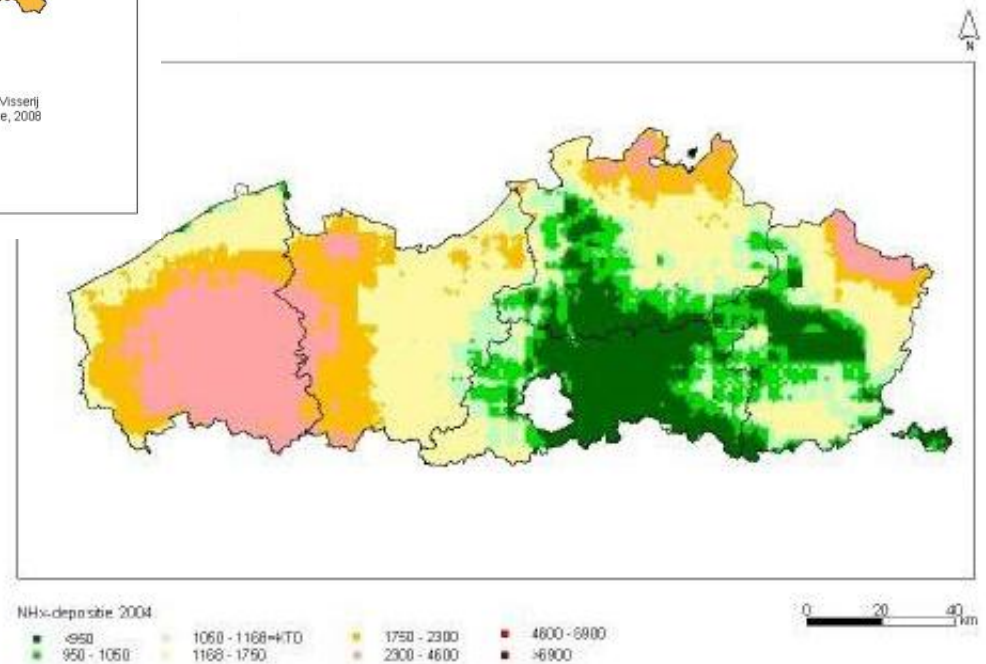 Visserij
e, 2008
N
NHx-depositie 2004
<950
950 - 1050
1050 - 1168=KTO
1168 - 1750
1750 - 2300
2300 - 4600
4600 - 6900
>6900
0 20 40
km